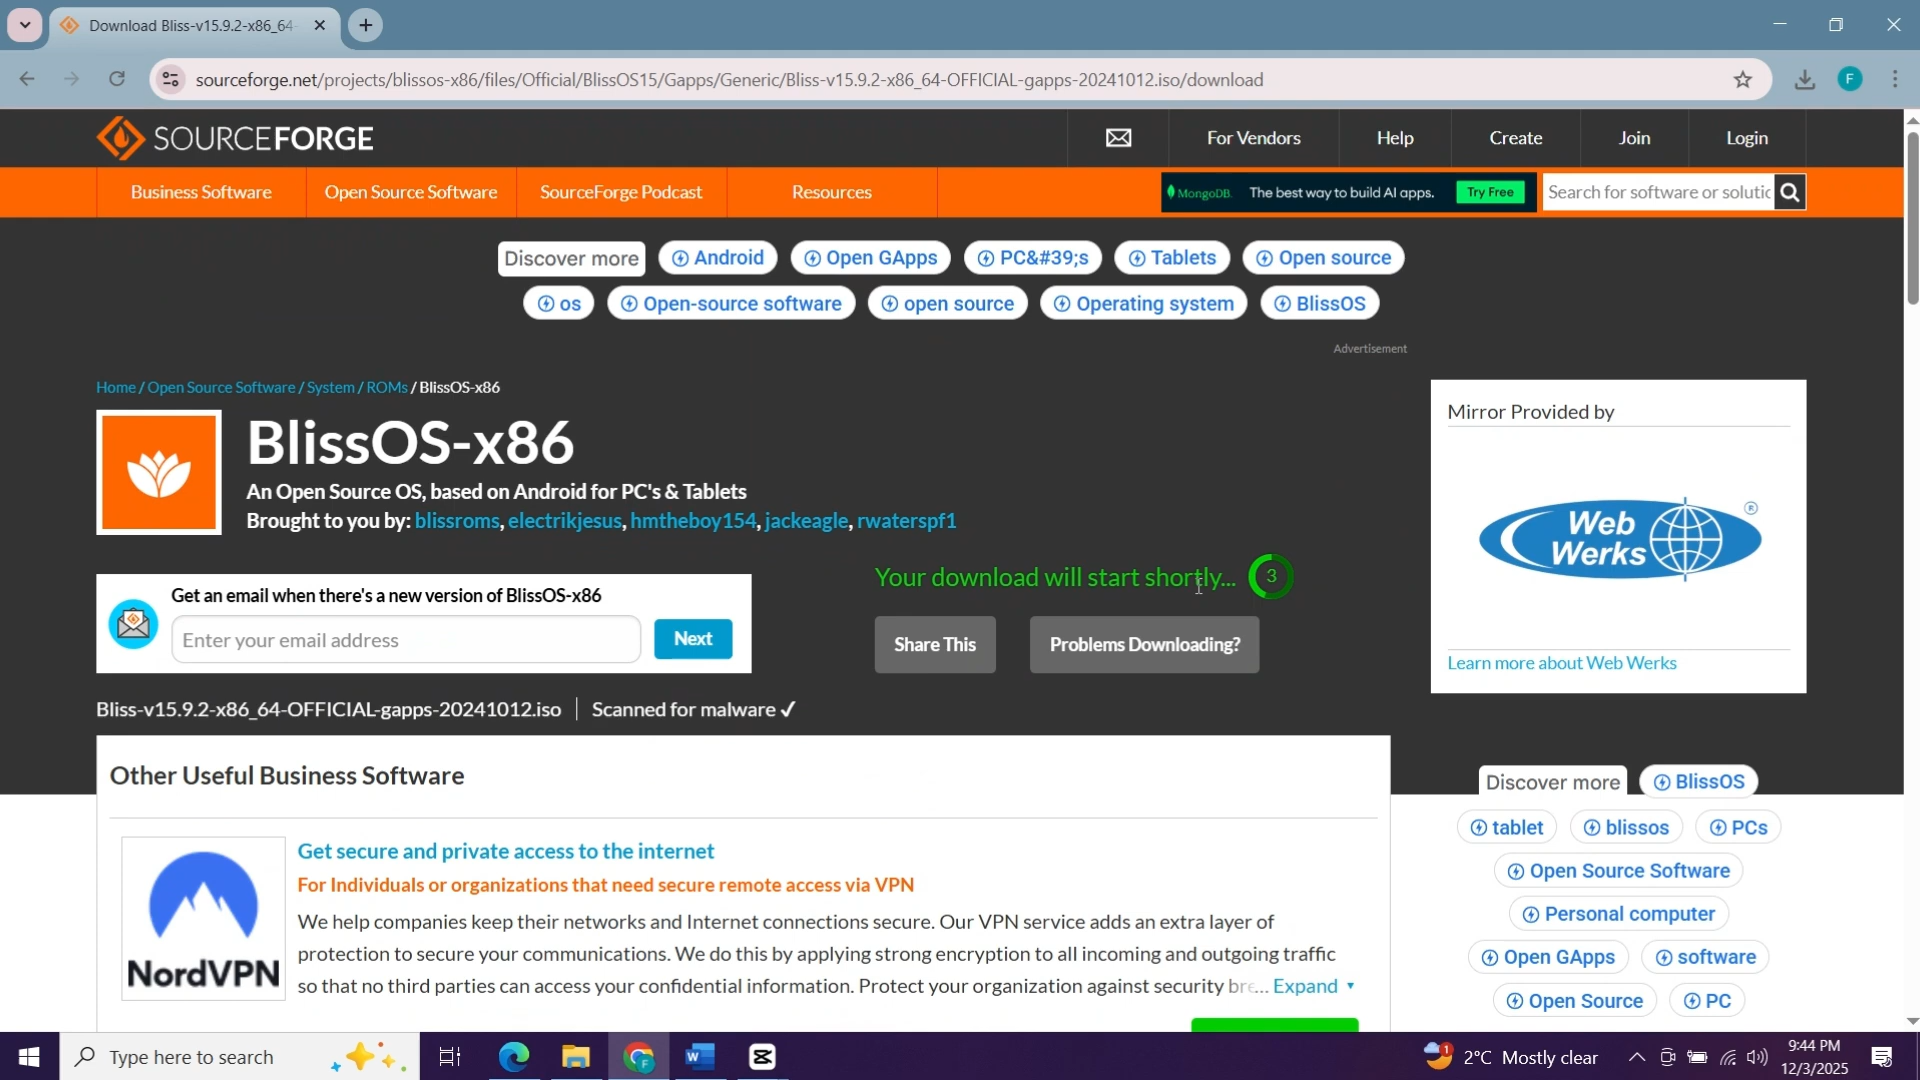 Download Bliss-v15.9.2-x86_64-
sourceforge.net/projects/blissos-x86/files/Official/BlissOS15/Gapps/Generic/Bliss-v15.9.2-x86_64-OFFICIAL-gapps-20241012.iso/download
F
SOURCEFORGE
For Vendors
Help
Create
Join
Login
Business Software
Open Source Software
SourceForge Podcast
Resources
MongoDB. The best way to build AI apps. Try Free
Search for software or solutic
Discover more
Android
Open GApps
PC&#39;s
Tablets
Open source
os
Open-source software
open source
Operating system
BlissOS
Advertisement
Home / Open Source Software / System / ROMs / BlissOS-x86
BlissOS-x86
An Open Source OS, based on Android for PC's & Tablets
Brought to you by: blissroms, electrikjesus, hmtheboy154, jackeagle, rwaterspf1
Mirror Provided by
Web Werks ®
Learn more about Web Werks
Get an email when there's a new version of BlissOS-x86
Enter your email address
Next
Your download will start shortly... 3
Share This
Problems Downloading?
Bliss-v15.9.2-x86_64-OFFICIAL-gapps-20241012.iso
Scanned for malware ✓
Other Useful Business Software
NordVPN
Get secure and private access to the internet
For Individuals or organizations that need secure remote access via VPN
We help companies keep their networks and Internet connections secure. Our VPN service adds an extra layer of
protection to secure your communications. We do this by applying strong encryption to all incoming and outgoing traffic
so that no third parties can access your confidential information. Protect your organization against security bre... Expand
Discover more
BlissOS
tablet
blissos
PCs
Open Source Software
Personal computer
Open GApps
software
Open Source
PC
Type here to search
F
W
1
2°C Mostly clear
9:44 PM
12/3/2025